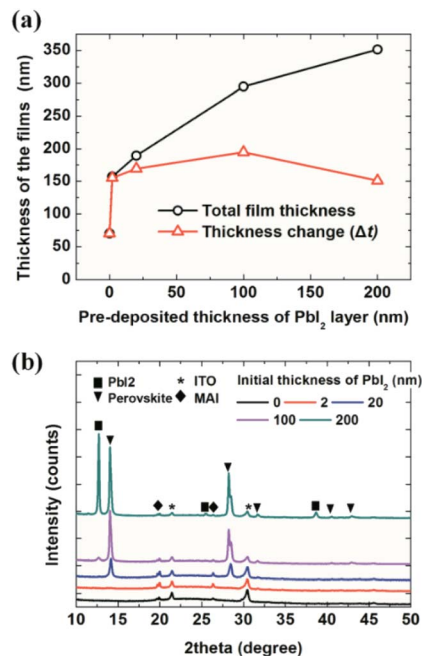 (a)
350
300
250
200
150
100
50
0
Thickness of the films (nm)
Total film thickness
Thickness change (Δt)
0 50 100 150 200
Pre-deposited thickness of PbI₂ layer (nm)
(b)
■ PbI2 * ITO
▼ Perovskite ◆ MAI
Initial thickness of PbI₂ (nm)
0 2 20
100 200
Intensity (counts)
10 15 20 25 30 35 40 45 50
2theta (degree)